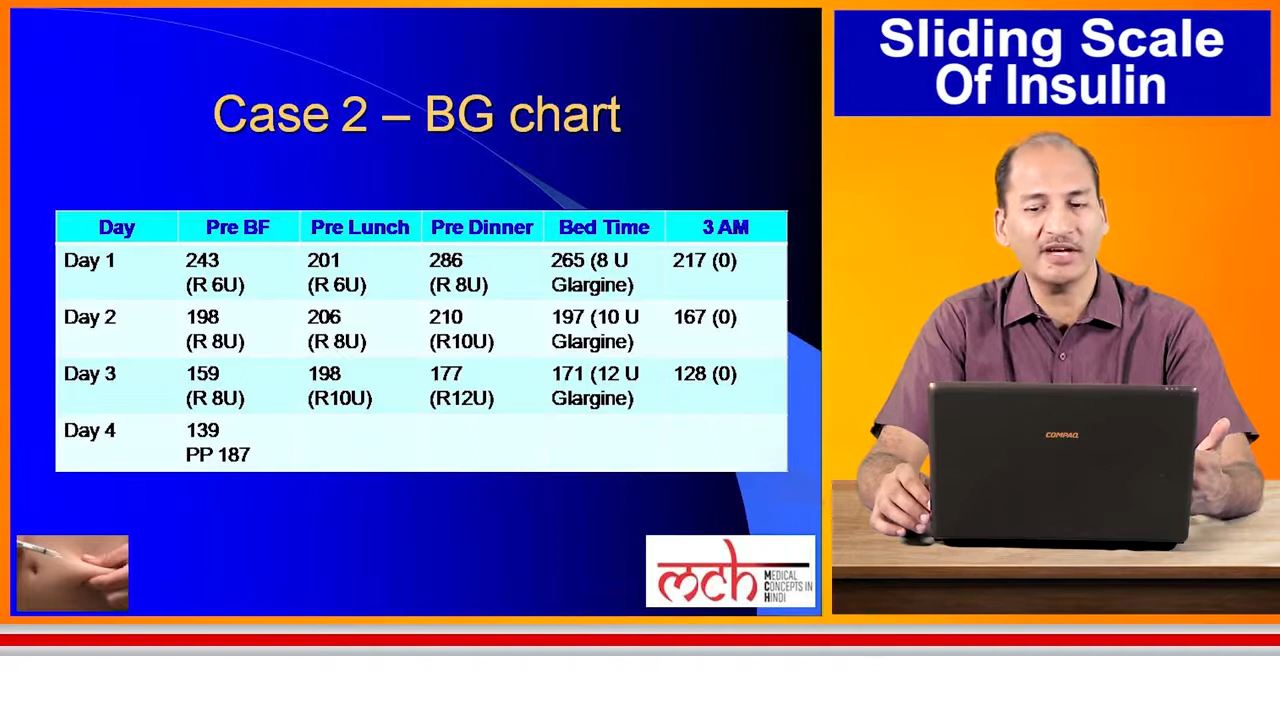 Sliding Scale
Of Insulin
Case 2 – BG chart
Day Pre BF Pre Lunch Pre Dinner Bed Time 3 AM
Day 1 243 201 286 265 (8 U 217 (0)
(R 6U) (R 6U) (R 8U) Glargine)
Day 2 198 206 210 197 (10 U 167 (0)
(R 8U) (R 8U) (R10U) Glargine)
Day 3 159 198 177 171 (12 U 128 (0)
(R 8U) (R10U) (R12U) Glargine)
Day 4 139
PP 187
COMPAQ
mch
MEDICAL
CONCEPTS IN
HINDI